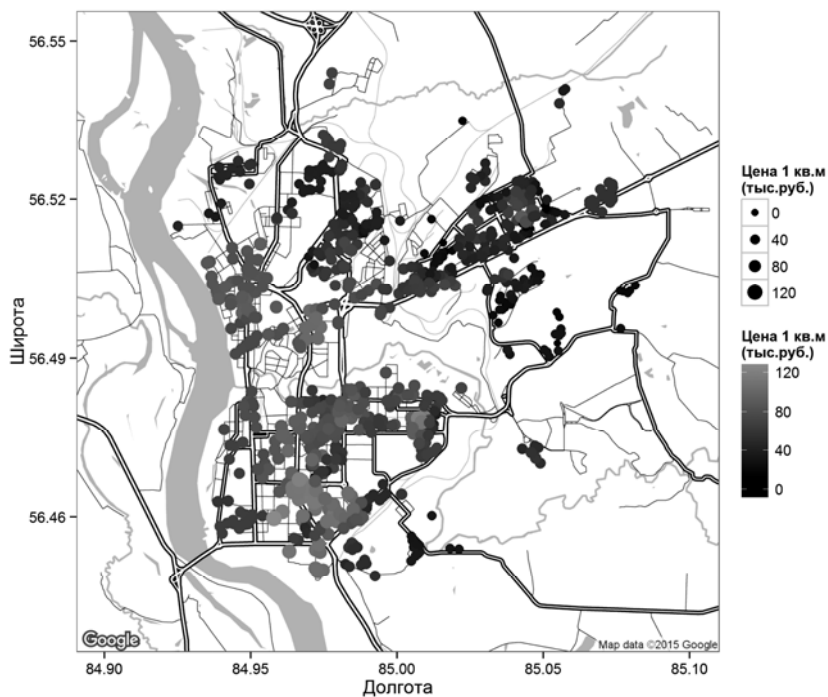 56.55
56.52
56.49
56.46
Широта
84.90
84.95
85.00
85.05
85.10
Долгота
Google
Map data ©2015 Google
Цена 1 кв.м
(тыс.руб.)
0
40
80
120
Цена 1 кв.м
(тыс.руб.)
120
80
40
0